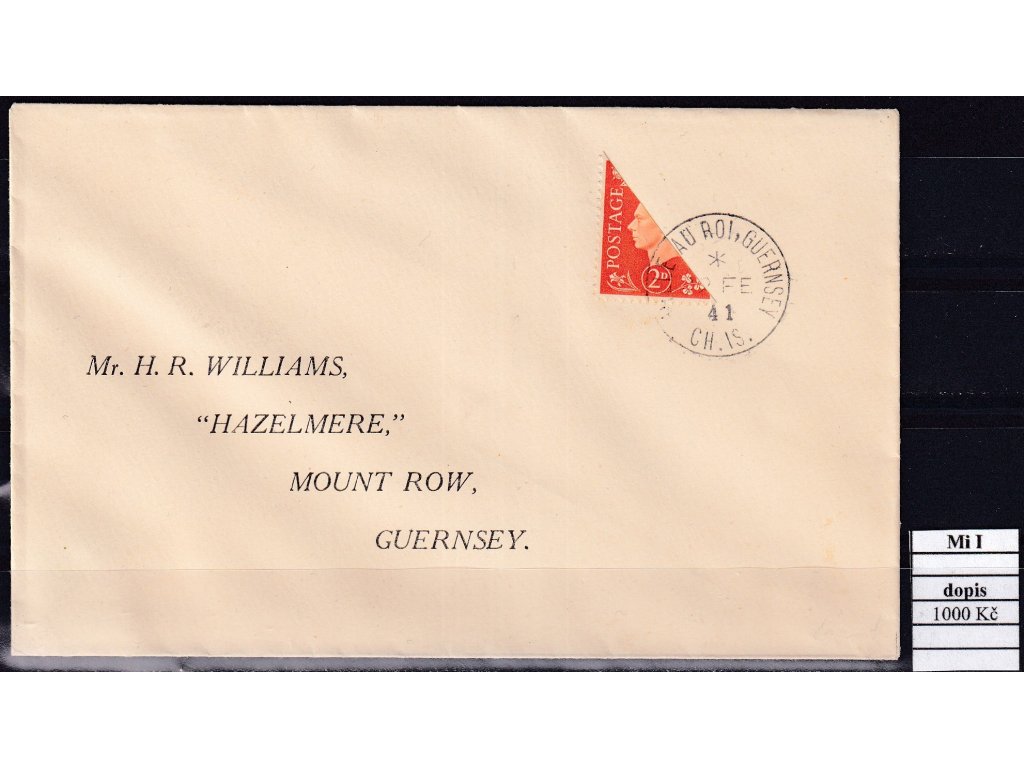 POSTAGE
2D
AU ROI, GUERNSEY
*
FE
41
CH.IS.
Mr. H. R. WILLIAMS,
“HAZELMERE,”
MOUNT ROW,
GUERNSEY.
Mi I
dopis
1000 Kč